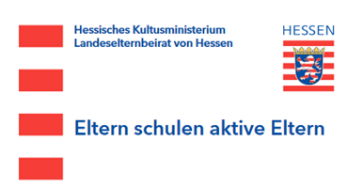 Hessisches Kultusministerium
Landeselternbeirat von Hessen
HESSEN
Eltern schulen aktive Eltern